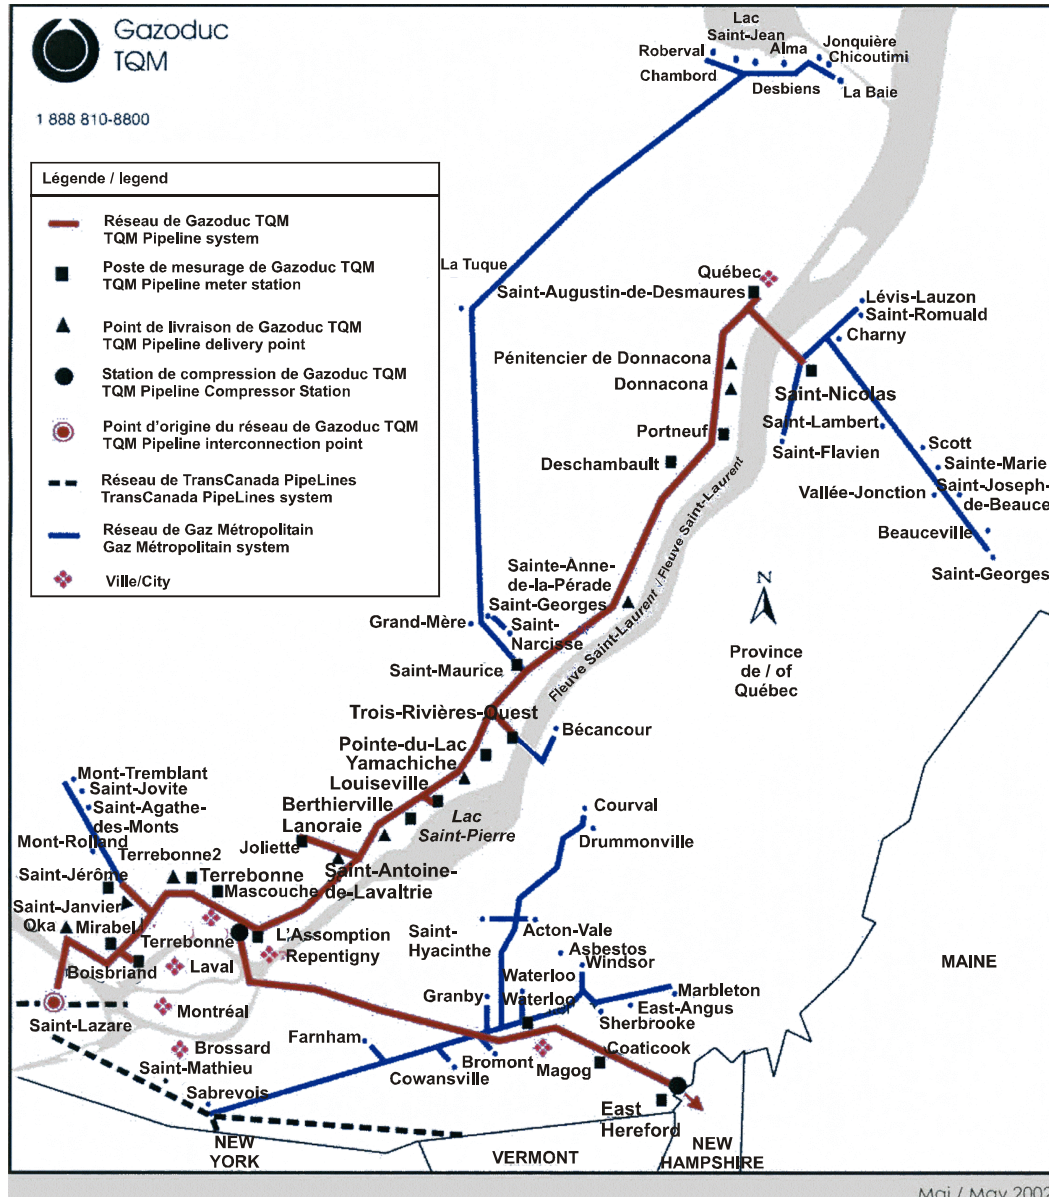 Gazoduc
TQM
1 888 810-8800
Légende / legend
Réseau de Gazoduc TQM
TQM Pipeline system
Poste de mesurage de Gazoduc TQM
TQM Pipeline meter station
Point de livraison de Gazoduc TQM
TQM Pipeline delivery point
Station de compression de Gazoduc TQM
TQM Pipeline Compressor Station
Point d'origine du réseau de Gazoduc TQM
TQM Pipeline interconnection point
Réseau de TransCanada PipeLines
TransCanada PipeLines system
Réseau de Gaz Métropolitain
Gaz Métropolitain system
Ville/City
Lac
Saint-Jean
Roberval
Alma
Jonquière
Chicoutimi
Chambord
Desbiens
La Baie
La Tuque
Québec
Saint-Augustin-de-Desmaures
Lévis-Lauzon
Saint-Romuald
Charny
Pénitencier de Donnacona
Donnacona
Saint-Nicolas
Saint-Lambert
Portneuf
Saint-Flavien
Scott
Deschambault
Sainte-Marie
Vallée-Jonction
Saint-Joseph-
de-Beauce
Beauceville
Saint-Georges
Fleuve Saint-Laurent / Fleuve Saint-Laurent
Sainte-Anne-
de-la-Pérade
Saint-Georges
Grand-Mère
Saint-
Narcisse
Saint-Maurice
N
Province
de / of
Québec
Trois-Rivières-Ouest
Bécancour
Pointe-du-Lac
Yamachiche
Louiseville
Berthierville
Lanoraie
Lac
Saint-Pierre
Joliette
Saint-Antoine-
de-Lavaltrie
Courval
Drummonville
Mont-Tremblant
Saint-Jovite
Saint-Agathe-
des-Monts
Mont-Rolland
Terrebonne2
Saint-Jérôme
Terrebonne
Mascouche
Saint-Janvier
Oka
Mirabel
Terrebonne
L'Assomption
Repentigny
Boisbriand
Laval
Saint-
Hyacinthe
Acton-Vale
Asbestos
Windsor
Waterloo
Waterloo
Granby
Marbleton
East-Angus
Sherbrooke
MAINE
Saint-Lazare
Montréal
Brossard
Saint-Mathieu
Farnham
Sabrevois
Cowansville
Bromont
Magog
Coaticook
East
Hereford
NEW
YORK
VERMONT
NEW
HAMPSHIRE
Mai / May 2002